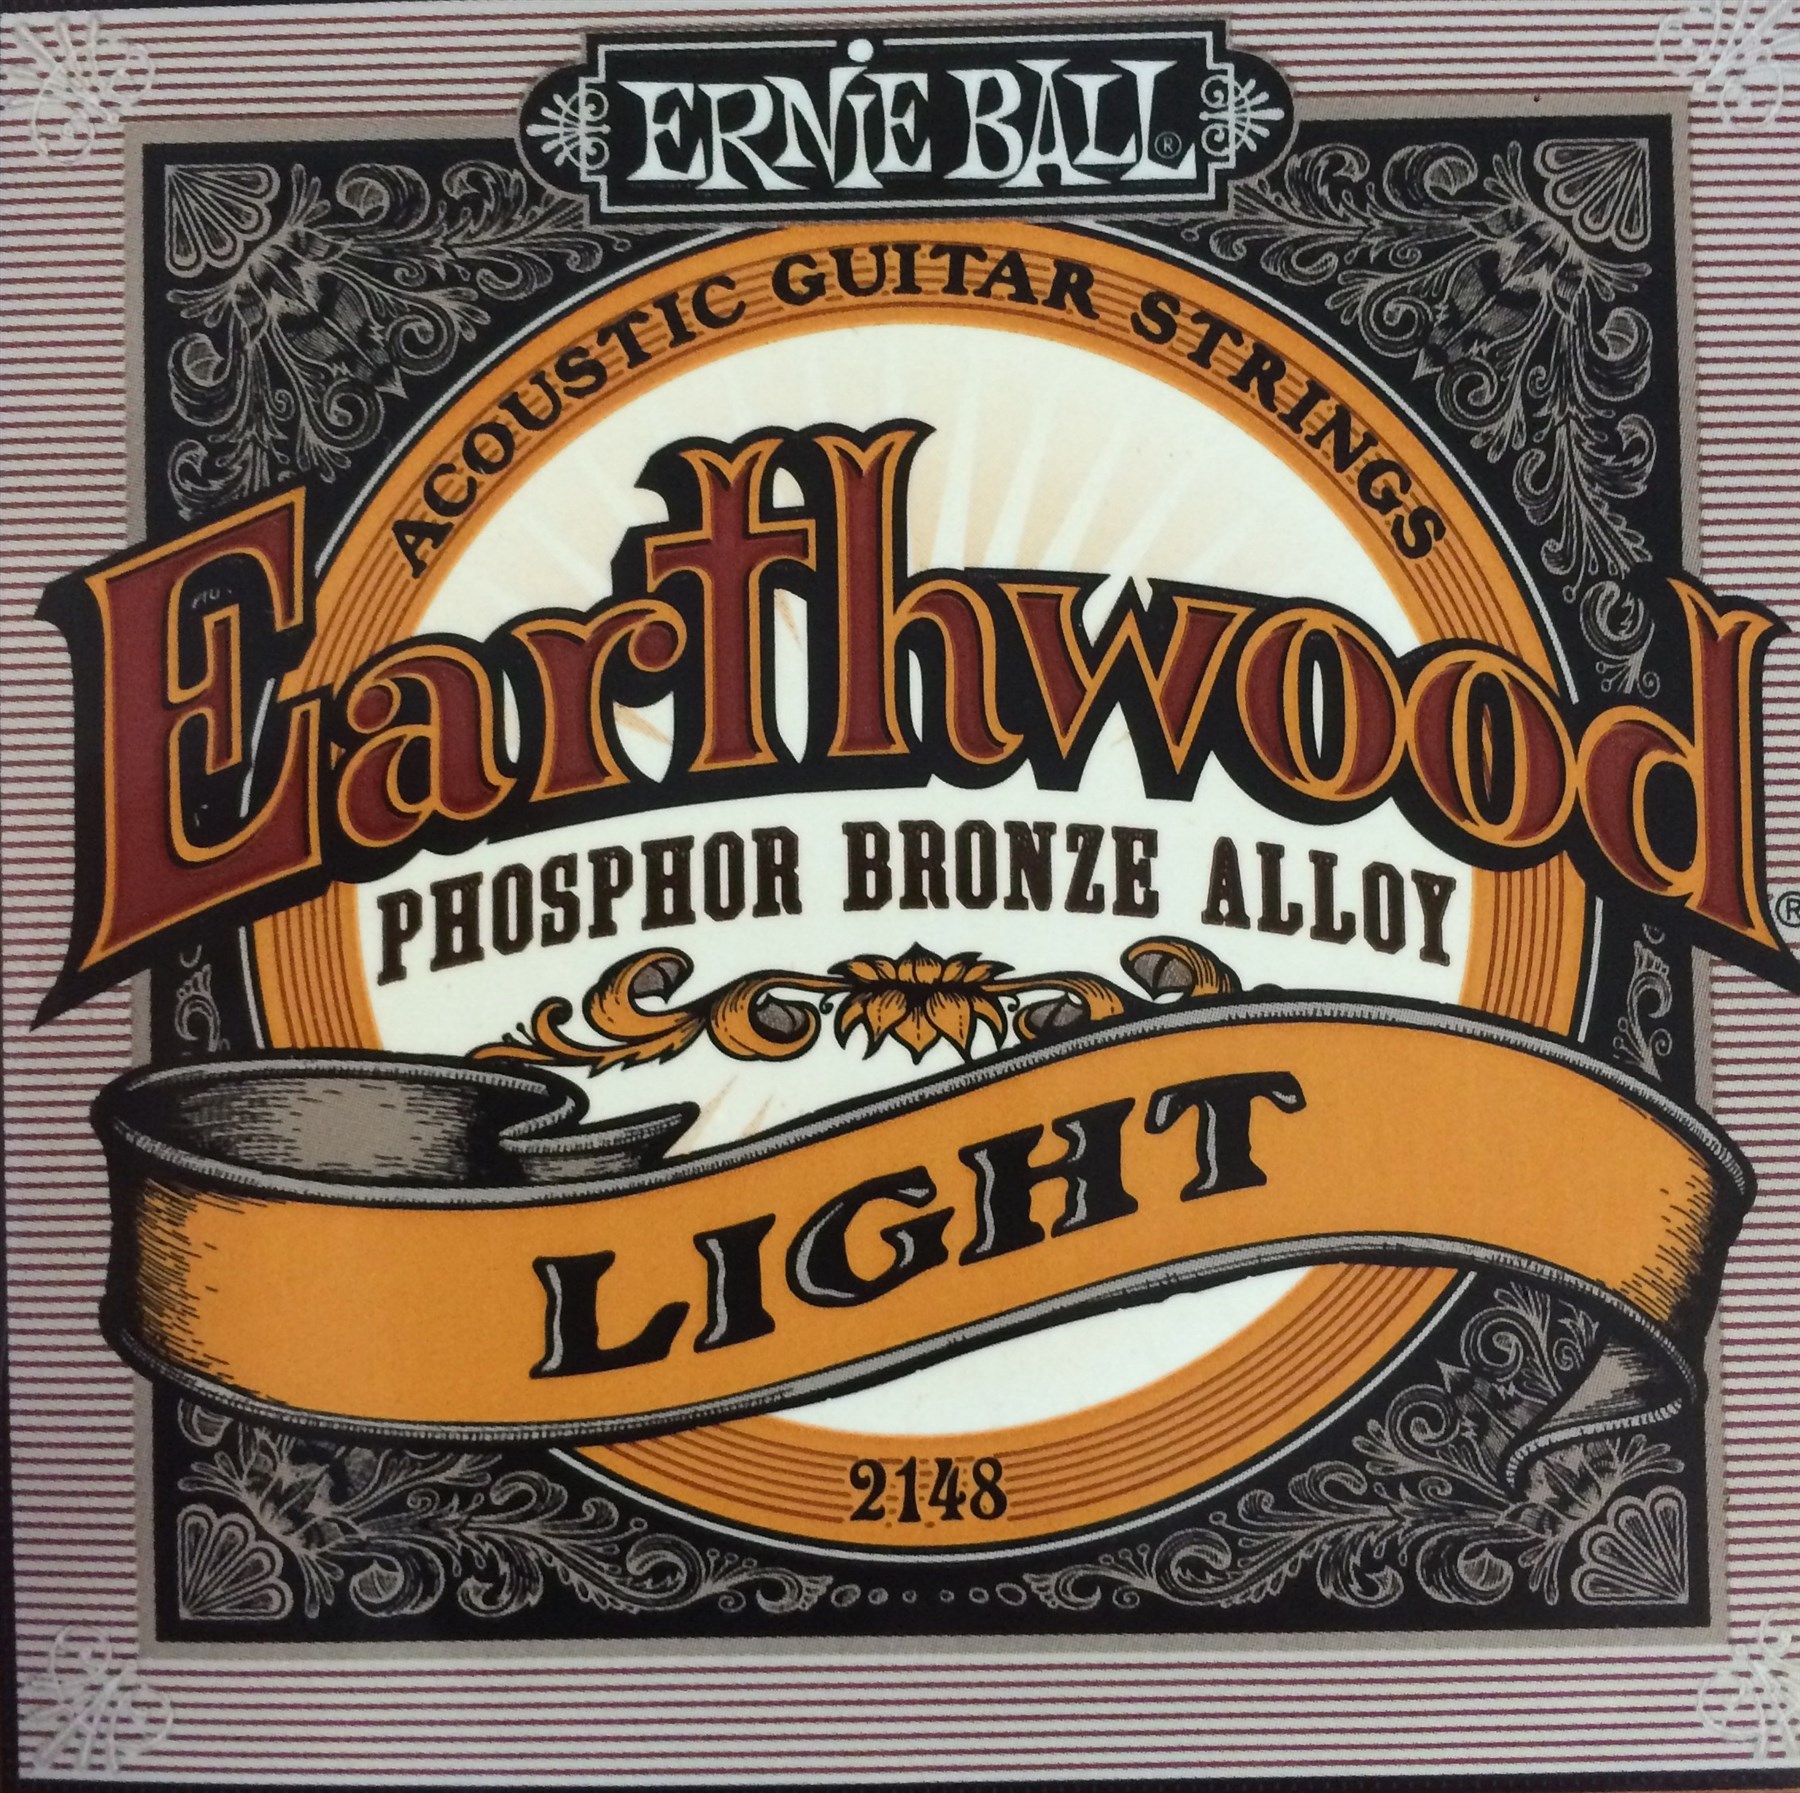 ERNiE BALL®
ACOUSTIC GUITAR STRINGS
Earthwood®
PHOSPHOR BRONZE ALLOY
LIGHT
2148